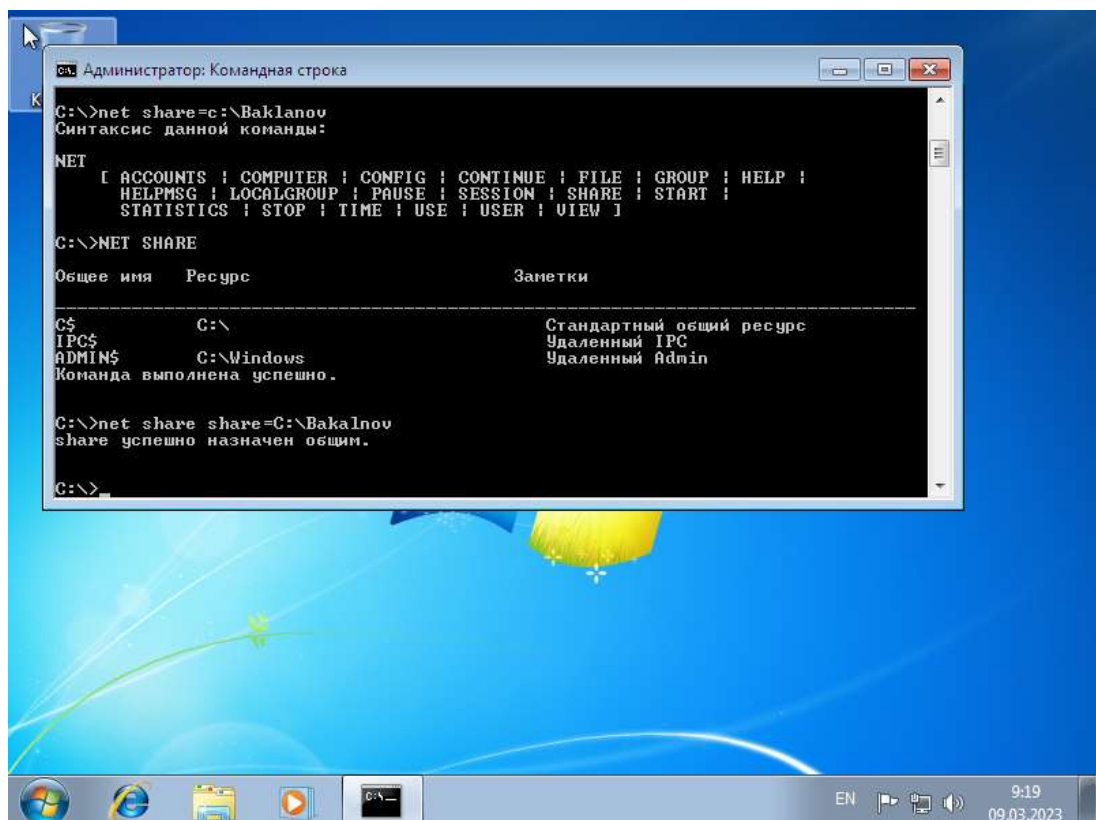 Администратор: Командная строка
К
C:\>net share=c:\Baklanov
Синтаксис данной команды:
NET
[ ACCOUNTS ¦ COMPUTER ¦ CONFIG ¦ CONTINUE ¦ FILE ¦ GROUP ¦ HELP ¦
HELPMSG ¦ LOCALGROUP ¦ PAUSE ¦ SESSION ¦ SHARE ¦ START ¦
STATISTICS ¦ STOP ¦ TIME ¦ USE ¦ USER ¦ VIEW ]
C:\>NET SHARE
Общее имя Ресурс Заметки
C$ C:\ Стандартный общий ресурс
IPC$ Удаленный IPC
ADMIN$ C:\Windows Удаленный Admin
Команда выполнена успешно.
C:\>net share share=C:\Bakalnov
share успешно назначен общим.
C:\>_
EN 9:19
09.03.2023